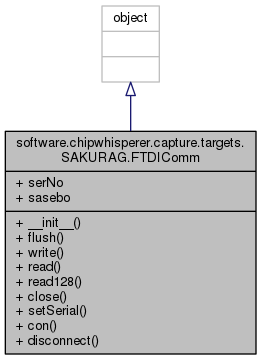 object
software.chipwhisperer.capture.targets.
SAKURAG.FTDIComm
+ serNo
+ sasebo
+ __init__()
+ flush()
+ write()
+ read()
+ read128()
+ close()
+ setSerial()
+ con()
+ disconnect()